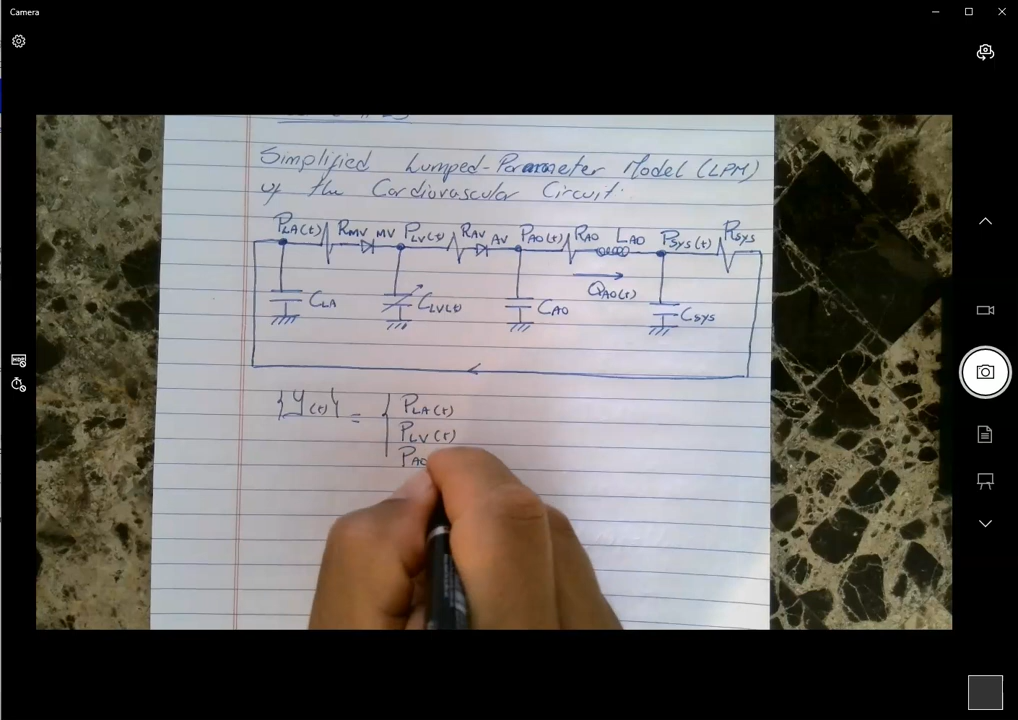 Camera
Simplified Lumped-Parameter Model (LPM)
of the Cardiovascular Circuit:
PLA(t) RMV MV PLV(t) RAV AV PAO(t) RAO LAO PSYS(t) RSYS
QAO(t)
CLA CLV(t) CAO CSYS
{Y(t)} = { PLA(t)
PLV(t)
PAO